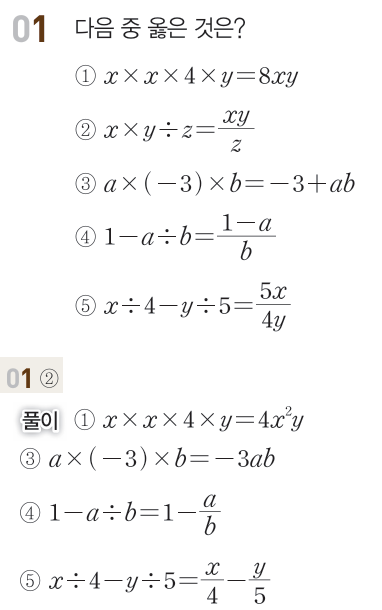 01 다음 중 옳은 것은?
① x×x×4×y=8xy
② x×y÷z=xy/z
③ a×(-3)×b=-3+ab
④ 1-a÷b=(1-a)/b
⑤ x÷4-y÷5=5x/4y
01 ②
풀이 ① x×x×4×y=4x²y
③ a×(-3)×b=-3ab
④ 1-a÷b=1-a/b
⑤ x÷4-y÷5=x/4-y/5